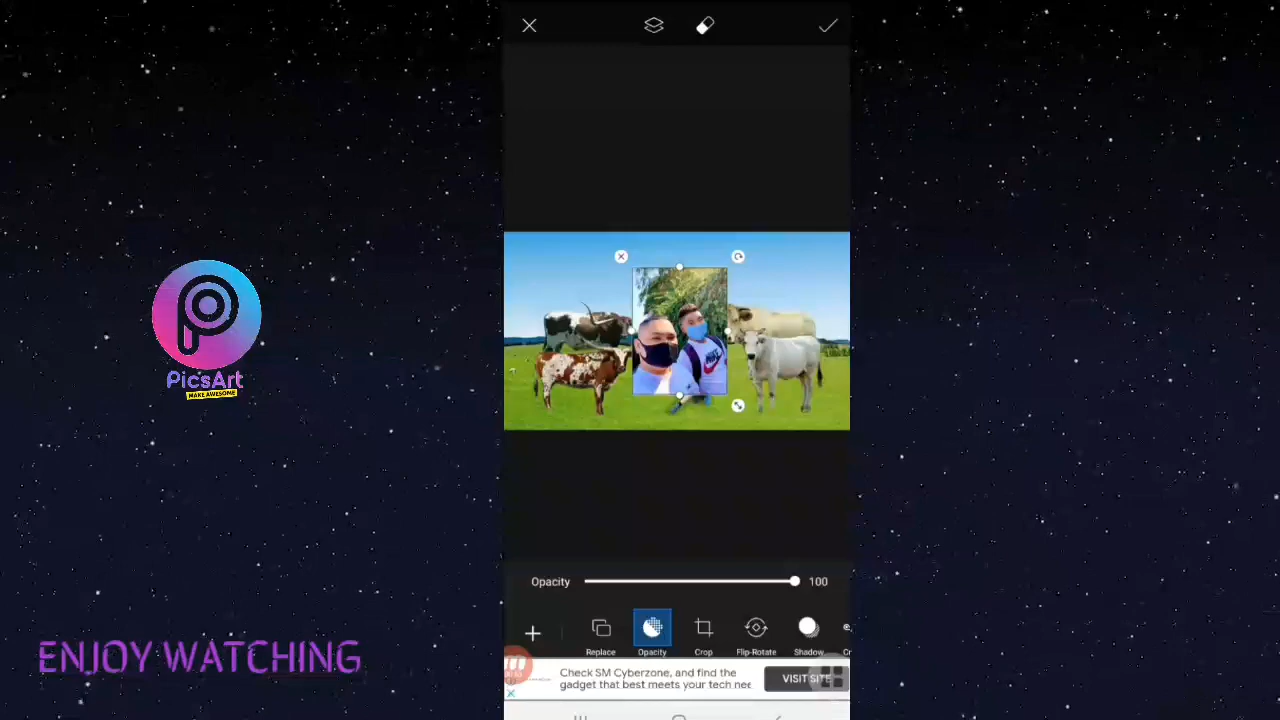 PicsArt
MAKE AWESOME
ENJOY WATCHING
NIKE
Opacity 100
Replace
Opacity
Crop
Flip-Rotate
Shadow
Check SM Cyberzone, and find the
gadget that best meets your tech nee
VISIT SITE